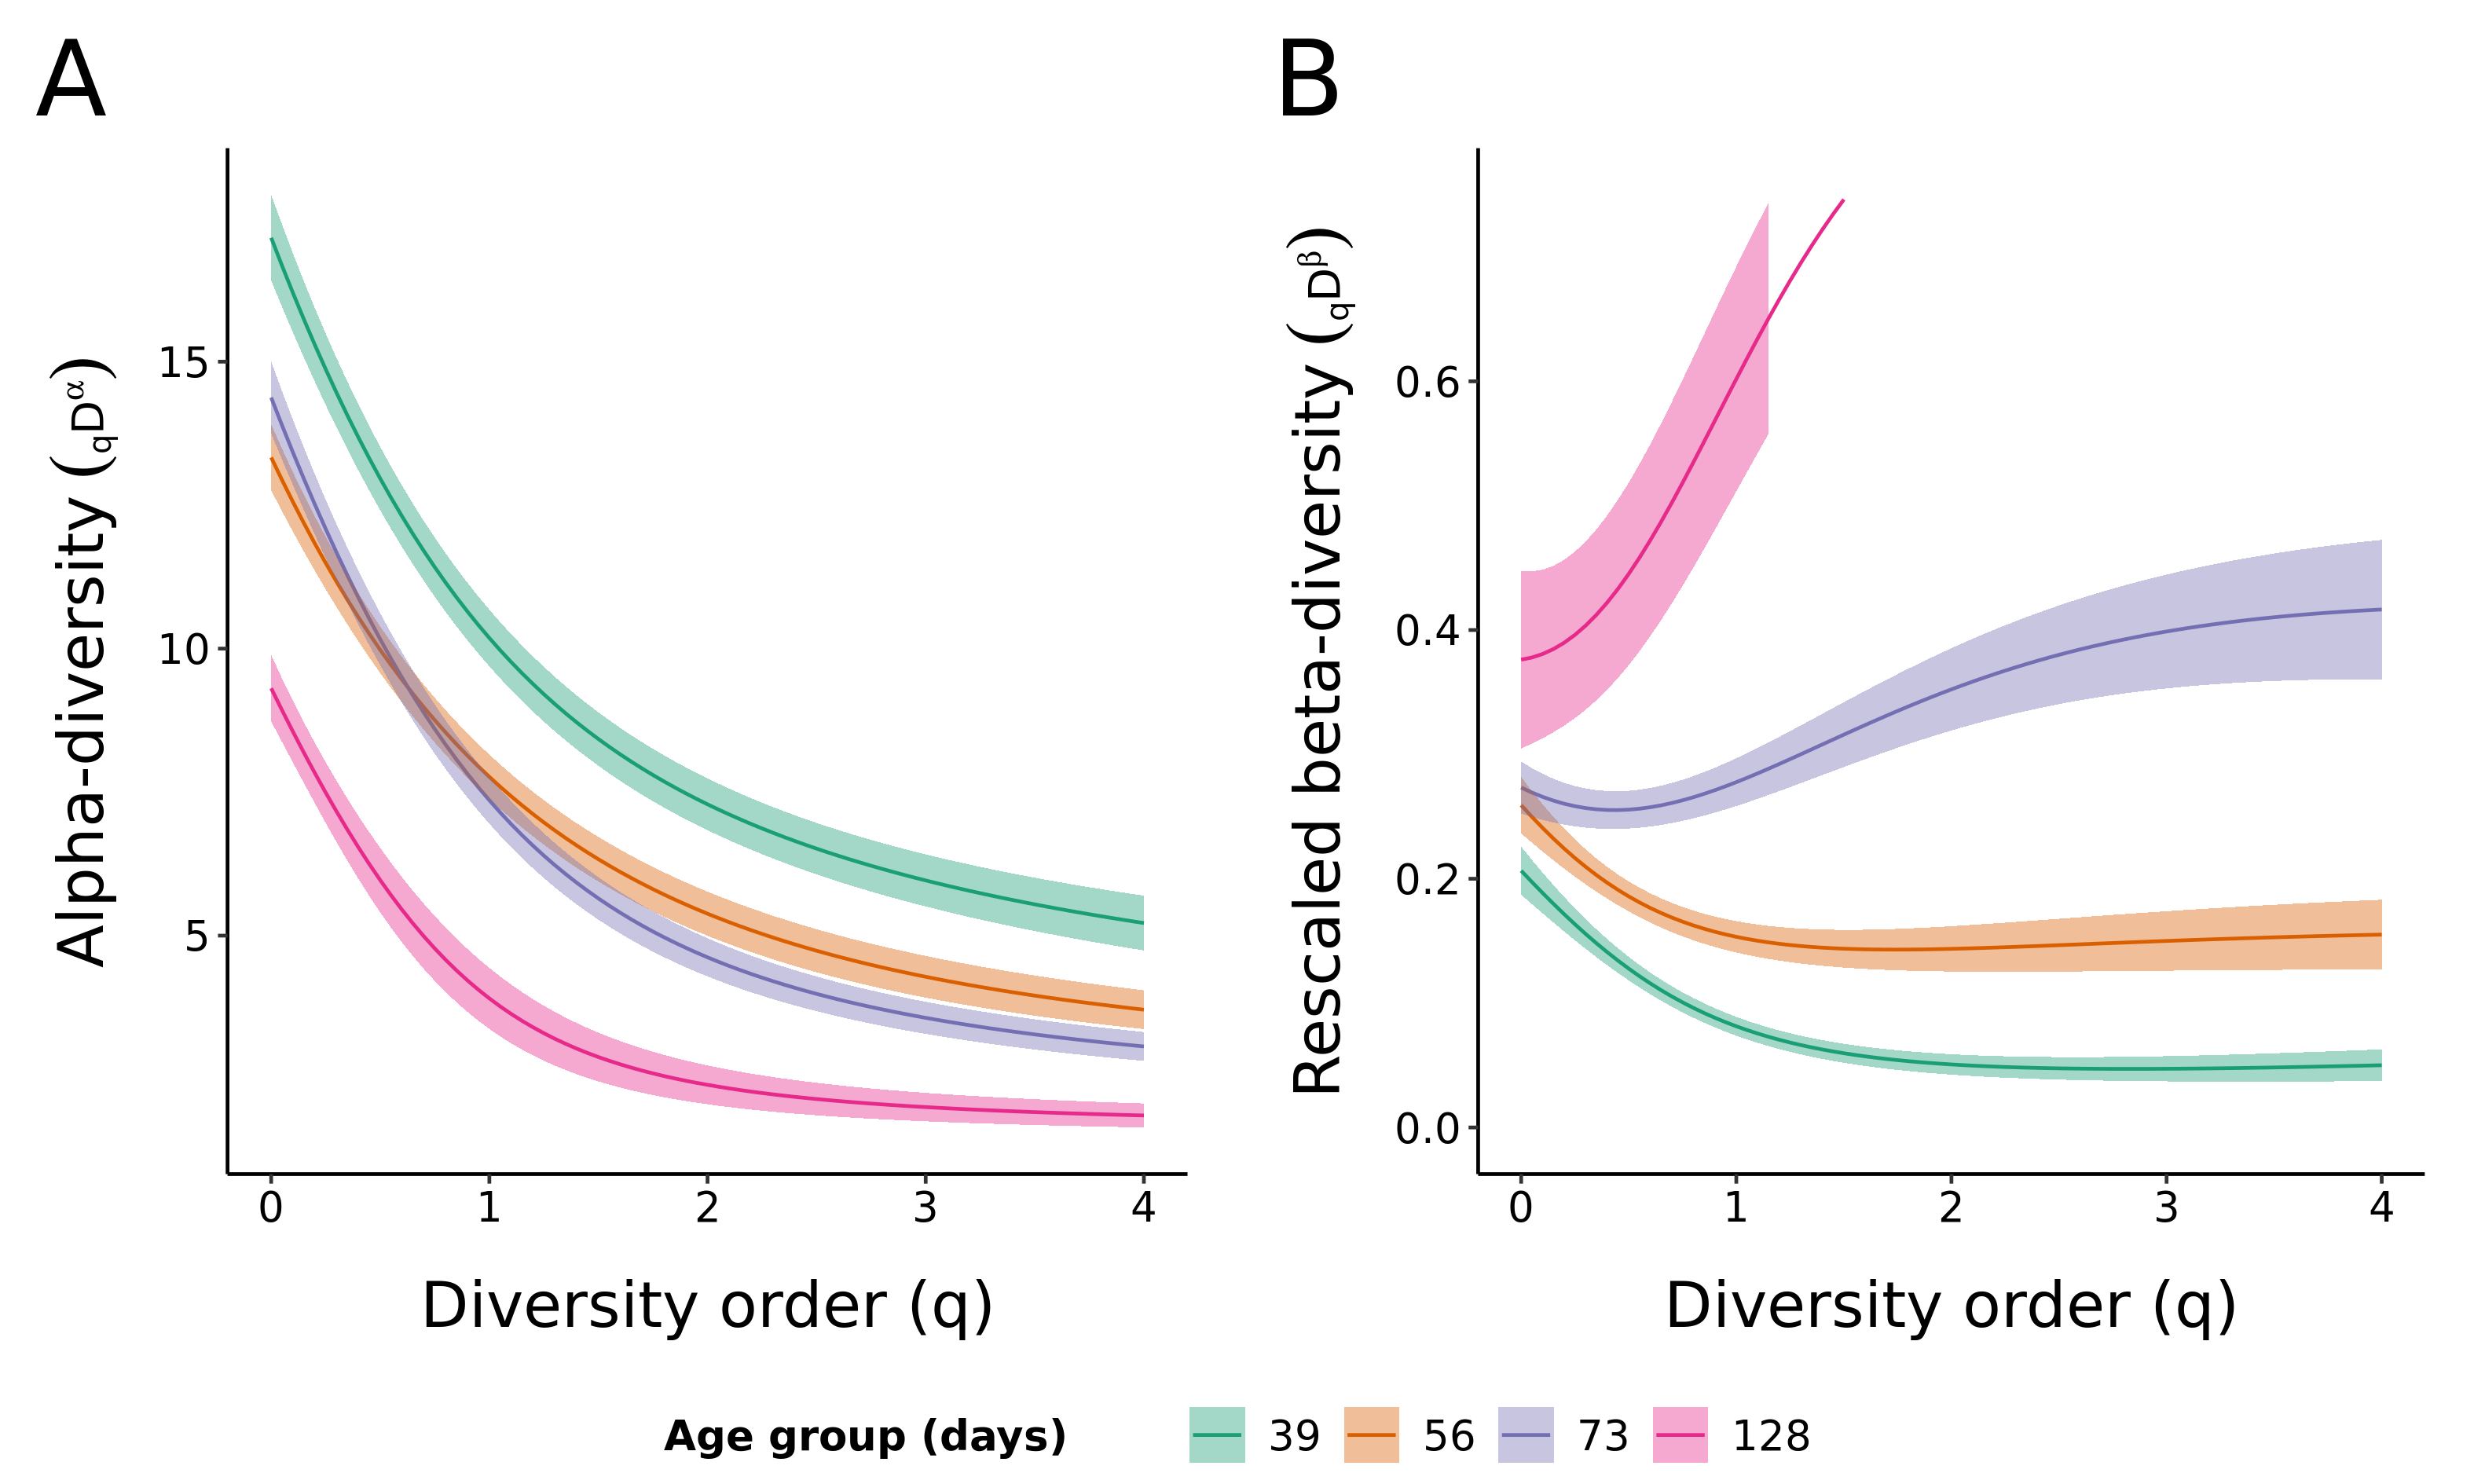 A
B
Alpha-diversity (qDα)
15
10
5
0 1 2 3 4
Diversity order (q)
Rescaled beta-diversity (qDβ)
0.6
0.4
0.2
0.0
0 1 2 3 4
Diversity order (q)
Age group (days) 39 56 73 128